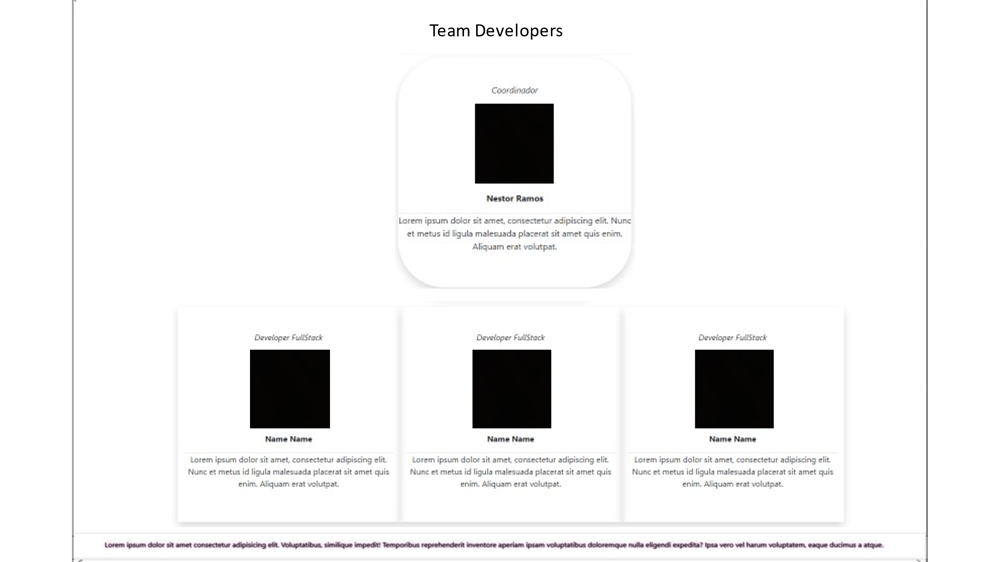 Team Developers
Coordinador
Nestor Ramos
Lorem ipsum dolor sit amet, consectetur adipiscing elit. Nunc
et metus id ligula malesuada placerat sit amet quis enim.
Aliquam erat volutpat.
Developer FullStack
Name Name
Lorem ipsum dolor sit amet, consectetur adipiscing elit.
Nunc et metus id ligula malesuada placerat sit amet quis
enim. Aliquam erat volutpat.
Developer FullStack
Name Name
Lorem ipsum dolor sit amet, consectetur adipiscing elit.
Nunc et metus id ligula malesuada placerat sit amet quis
enim. Aliquam erat volutpat.
Developer FullStack
Name Name
Lorem ipsum dolor sit amet, consectetur adipiscing elit.
Nunc et metus id ligula malesuada placerat sit amet quis
enim. Aliquam erat volutpat.
Lorem ipsum dolor sit amet consectetur adipisicing elit. Voluptatibus, similique impedit! Temporibus reprehenderit inventore aperiam ipsam voluptatibus doloremque nulla eligendi expedita? Ipsa vero vel harum voluptatem, eaque ducimus a atque.